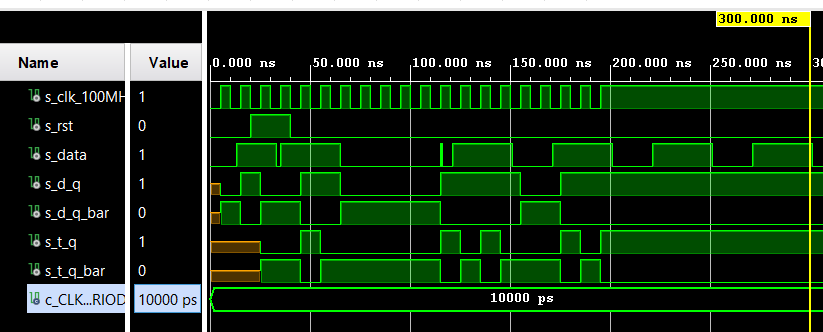 300.000 ns
Name Value 0.000 ns 50.000 ns 100.000 ns 150.000 ns 200.000 ns 250.000 ns 30
s_clk_100MH 1
s_rst 0
s_data 1
s_d_q 1
s_d_q_bar 0
s_t_q 1
s_t_q_bar 0
c_CLK...RIOD 10000 ps 10000 ps